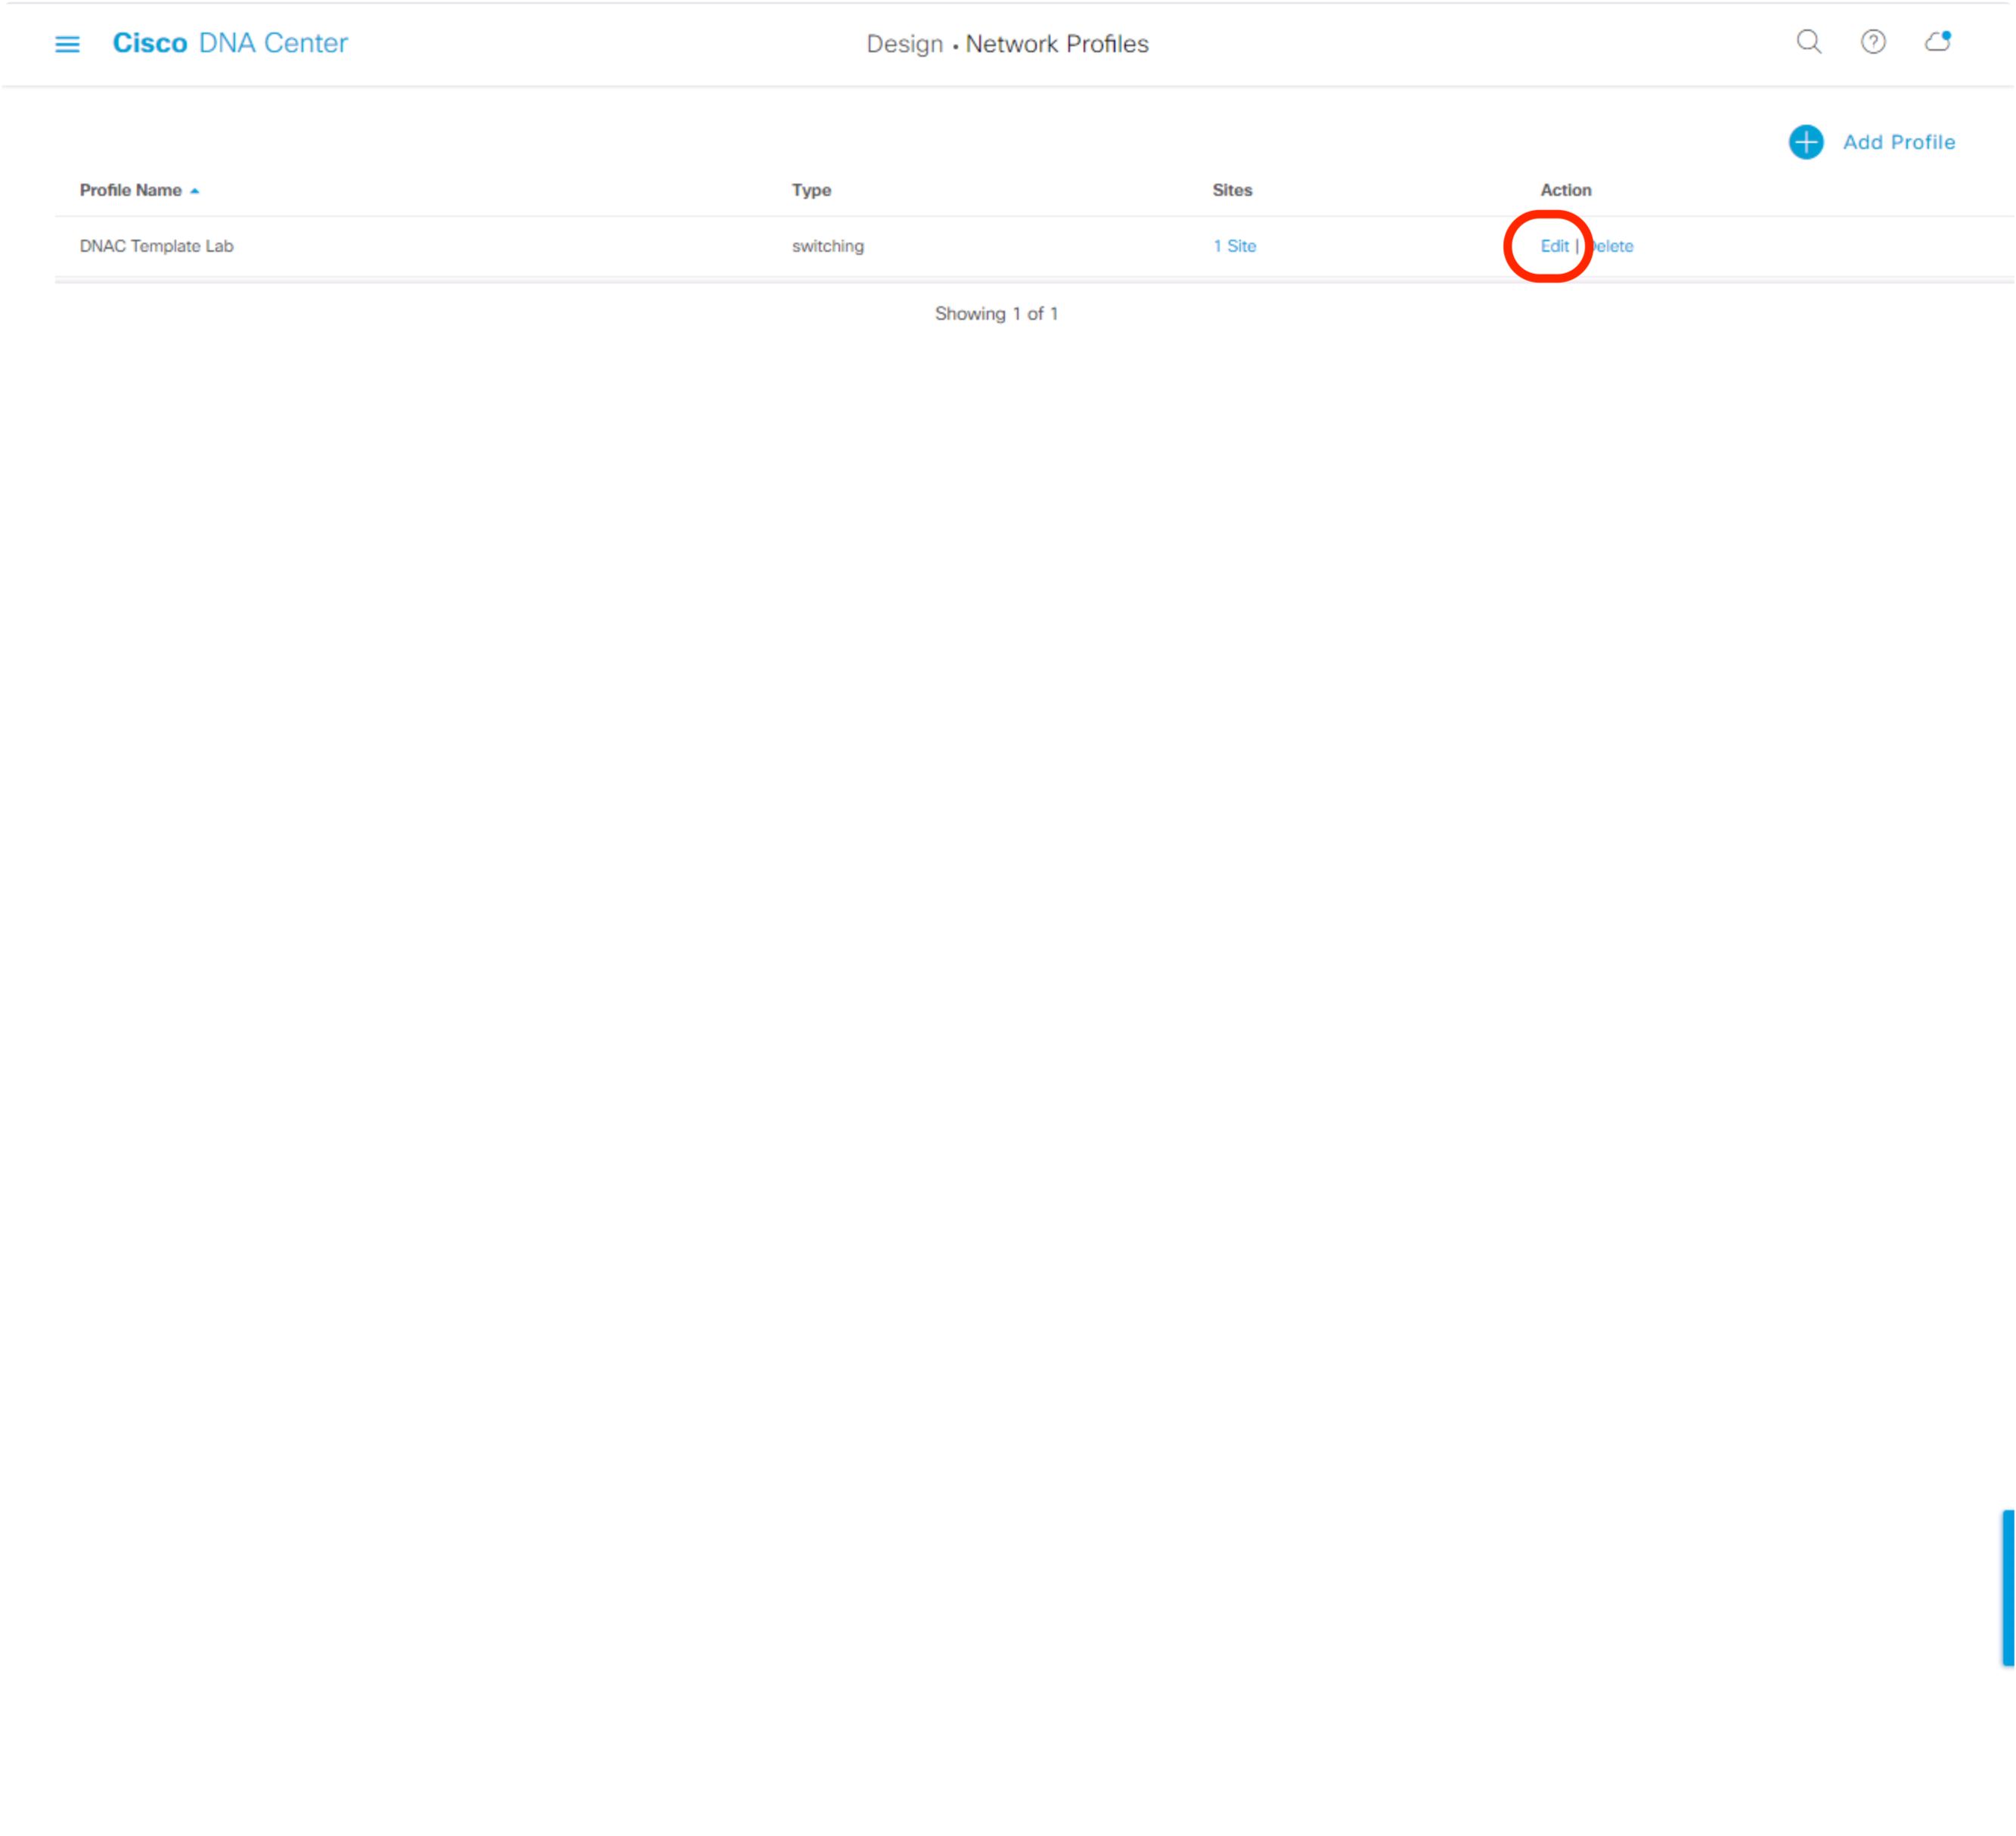 Cisco DNA Center
Design • Network Profiles
Add Profile
Profile Name Type Sites Action
DNAC Template Lab switching 1 Site Edit | elete
Showing 1 of 1